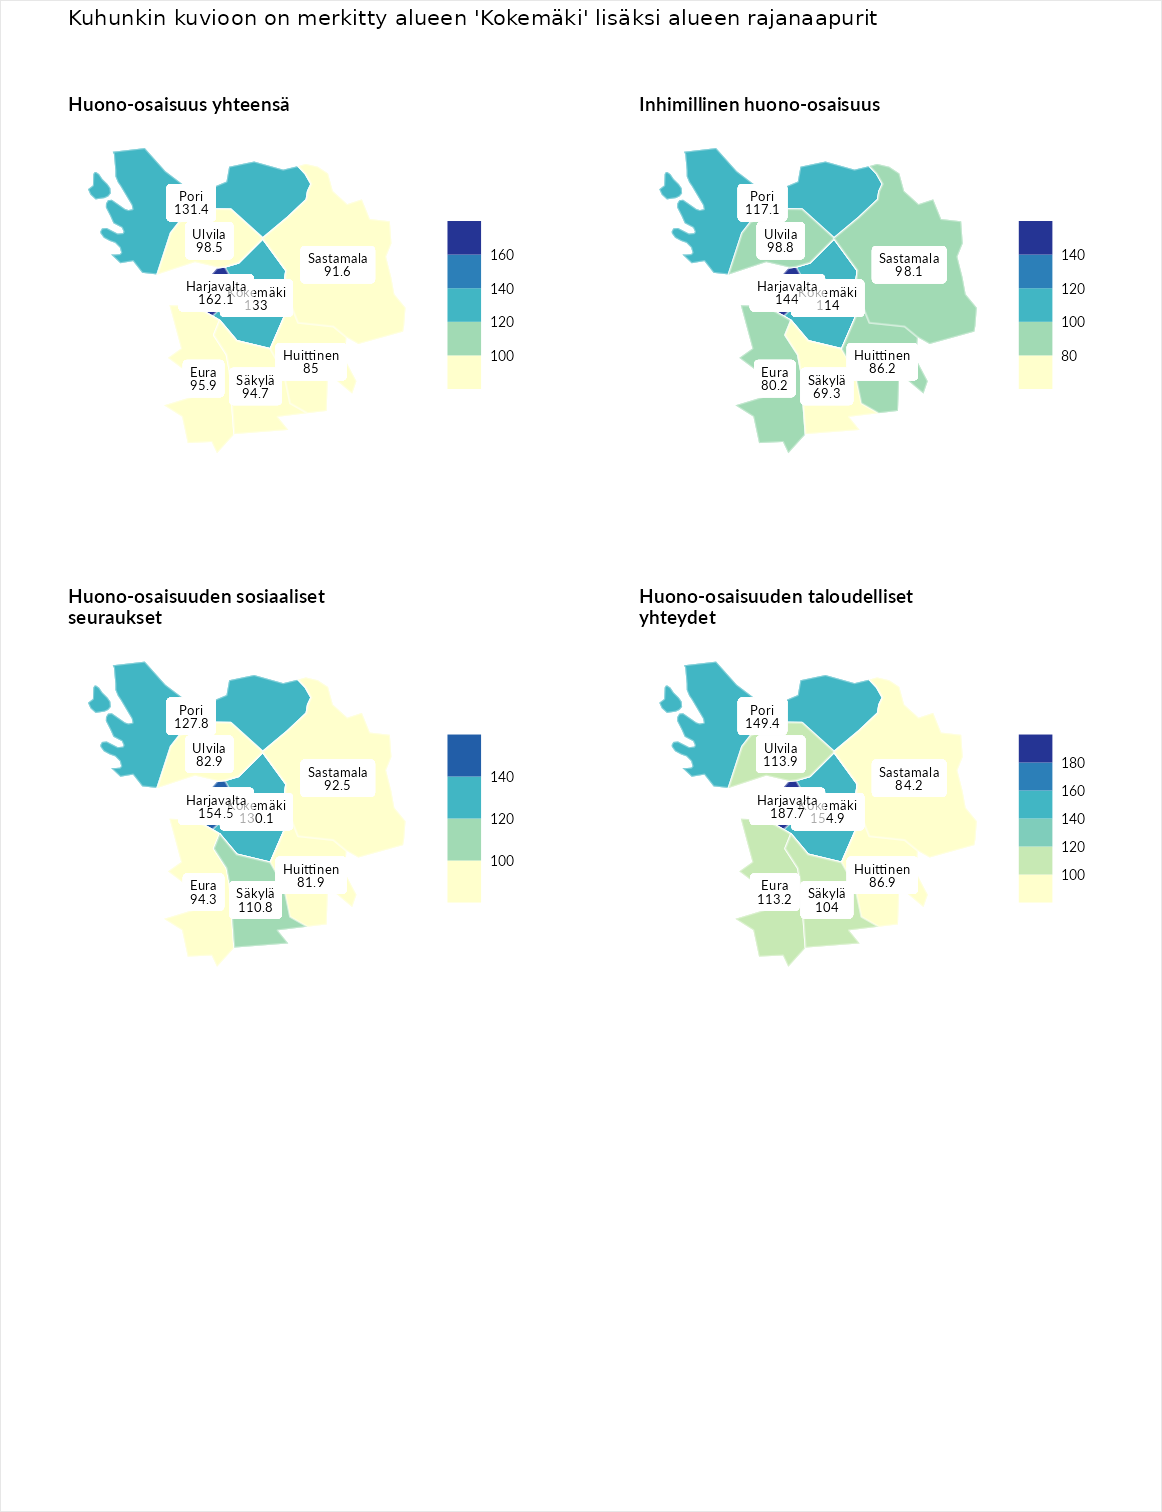 Kuhunkin kuvioon on merkitty alueen 'Kokemäki' lisäksi alueen rajanaapurit
Huono-osaisuus yhteensä
Pori
131.4
Ulvila
98.5
Sastamala
91.6
Harjavalta
162.1
Kokemäki
133
Huittinen
85
Eura
95.9
Säkylä
94.7
160
140
120
100
Inhimillinen huono-osaisuus
Pori
117.1
Ulvila
98.8
Sastamala
98.1
Harjavalta
144
Kokemäki
114
Huittinen
86.2
Eura
80.2
Säkylä
69.3
140
120
100
80
Huono-osaisuuden sosiaaliset
seuraukset
Pori
127.8
Ulvila
82.9
Sastamala
92.5
Harjavalta
154.5
Kokemäki
130.1
Huittinen
81.9
Eura
94.3
Säkylä
110.8
140
120
100
Huono-osaisuuden taloudelliset
yhteydet
Pori
149.4
Ulvila
113.9
Sastamala
84.2
Harjavalta
187.7
Kokemäki
154.9
Huittinen
86.9
Eura
113.2
Säkylä
104
180
160
140
120
100